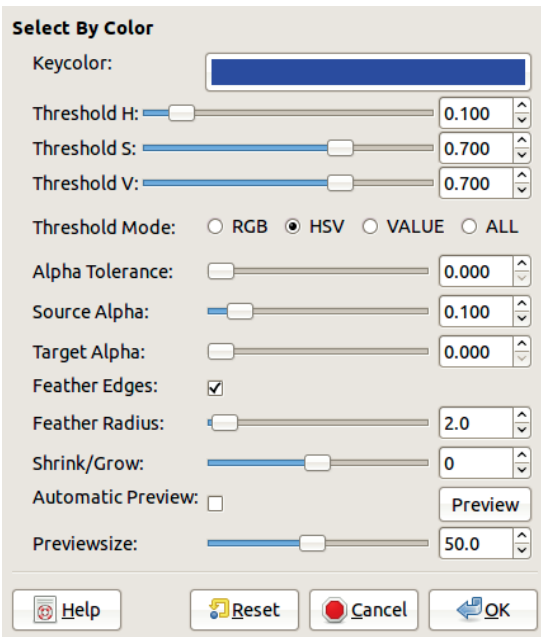 Select By Color
Keycolor:
Threshold H: 0.100
Threshold S: 0.700
Threshold V: 0.700
Threshold Mode: RGB HSV VALUE ALL
Alpha Tolerance: 0.000
Source Alpha: 0.100
Target Alpha: 0.000
Feather Edges:
Feather Radius: 2.0
Shrink/Grow: 0
Automatic Preview: Preview
Previewsize: 50.0
Help Reset Cancel OK